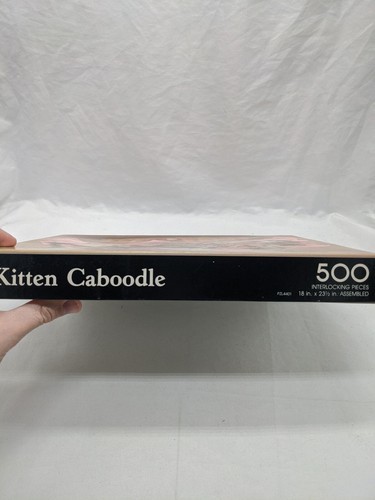 Kitten Caboodle
500
INTERLOCKING PIECES
18 in. x 23½ in. ASSEMBLED